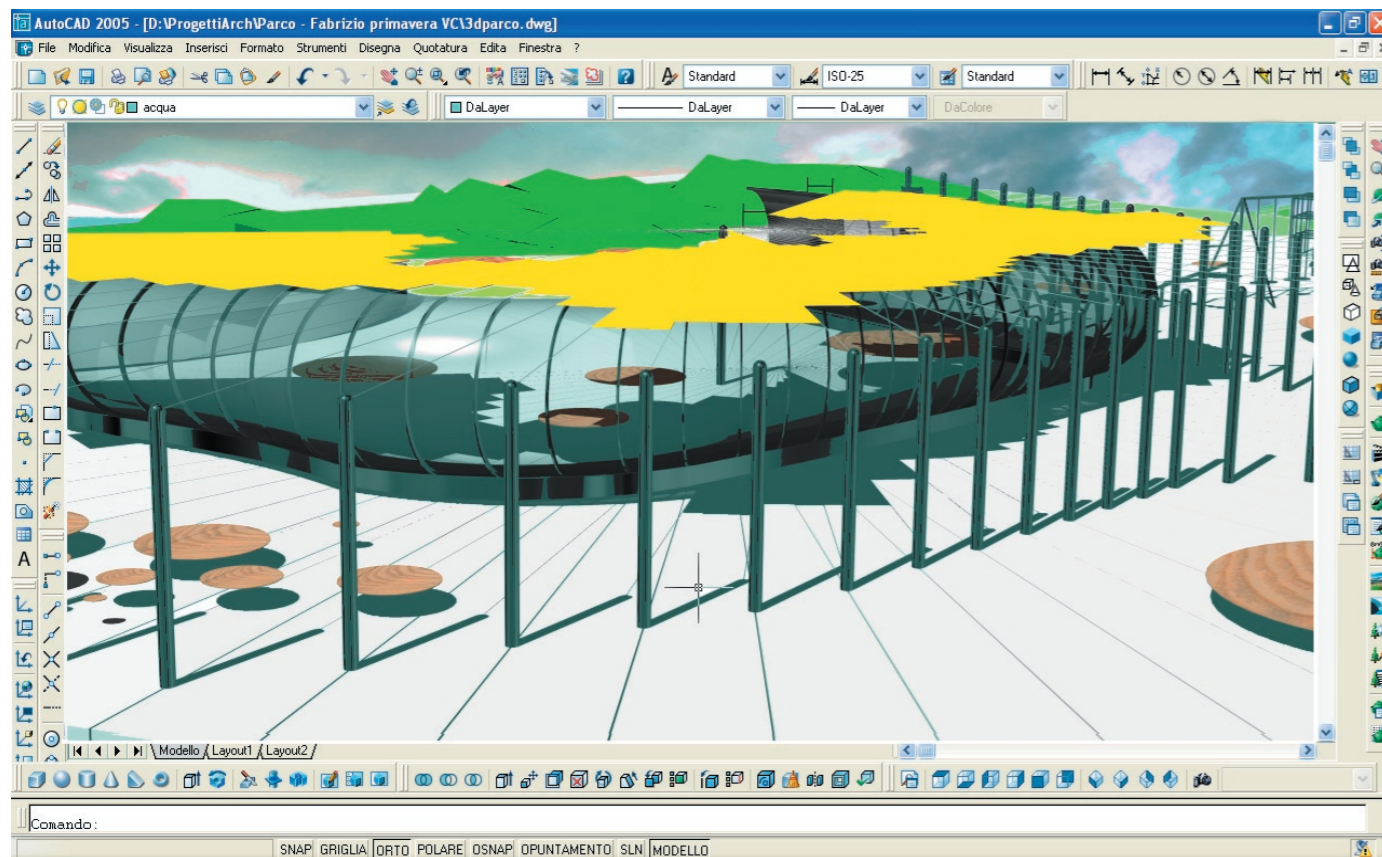 AutoCAD 2005 - [D:\ProgettiArch\Parco - Fabrizio primavera VC\3dparco.dwg]
File Modifica Visualizza Inserisci Formato Strumenti Disegna Quotatura Edita Finestra ?
Standard ISO-25 Standard
acqua DaLayer DaLayer DaLayer DaColore
A
Modello Layout1 Layout2
Comando:
SNAP GRIGLIA ORTO POLARE OSNAP OPUNTAMENTO SLN MODELLO